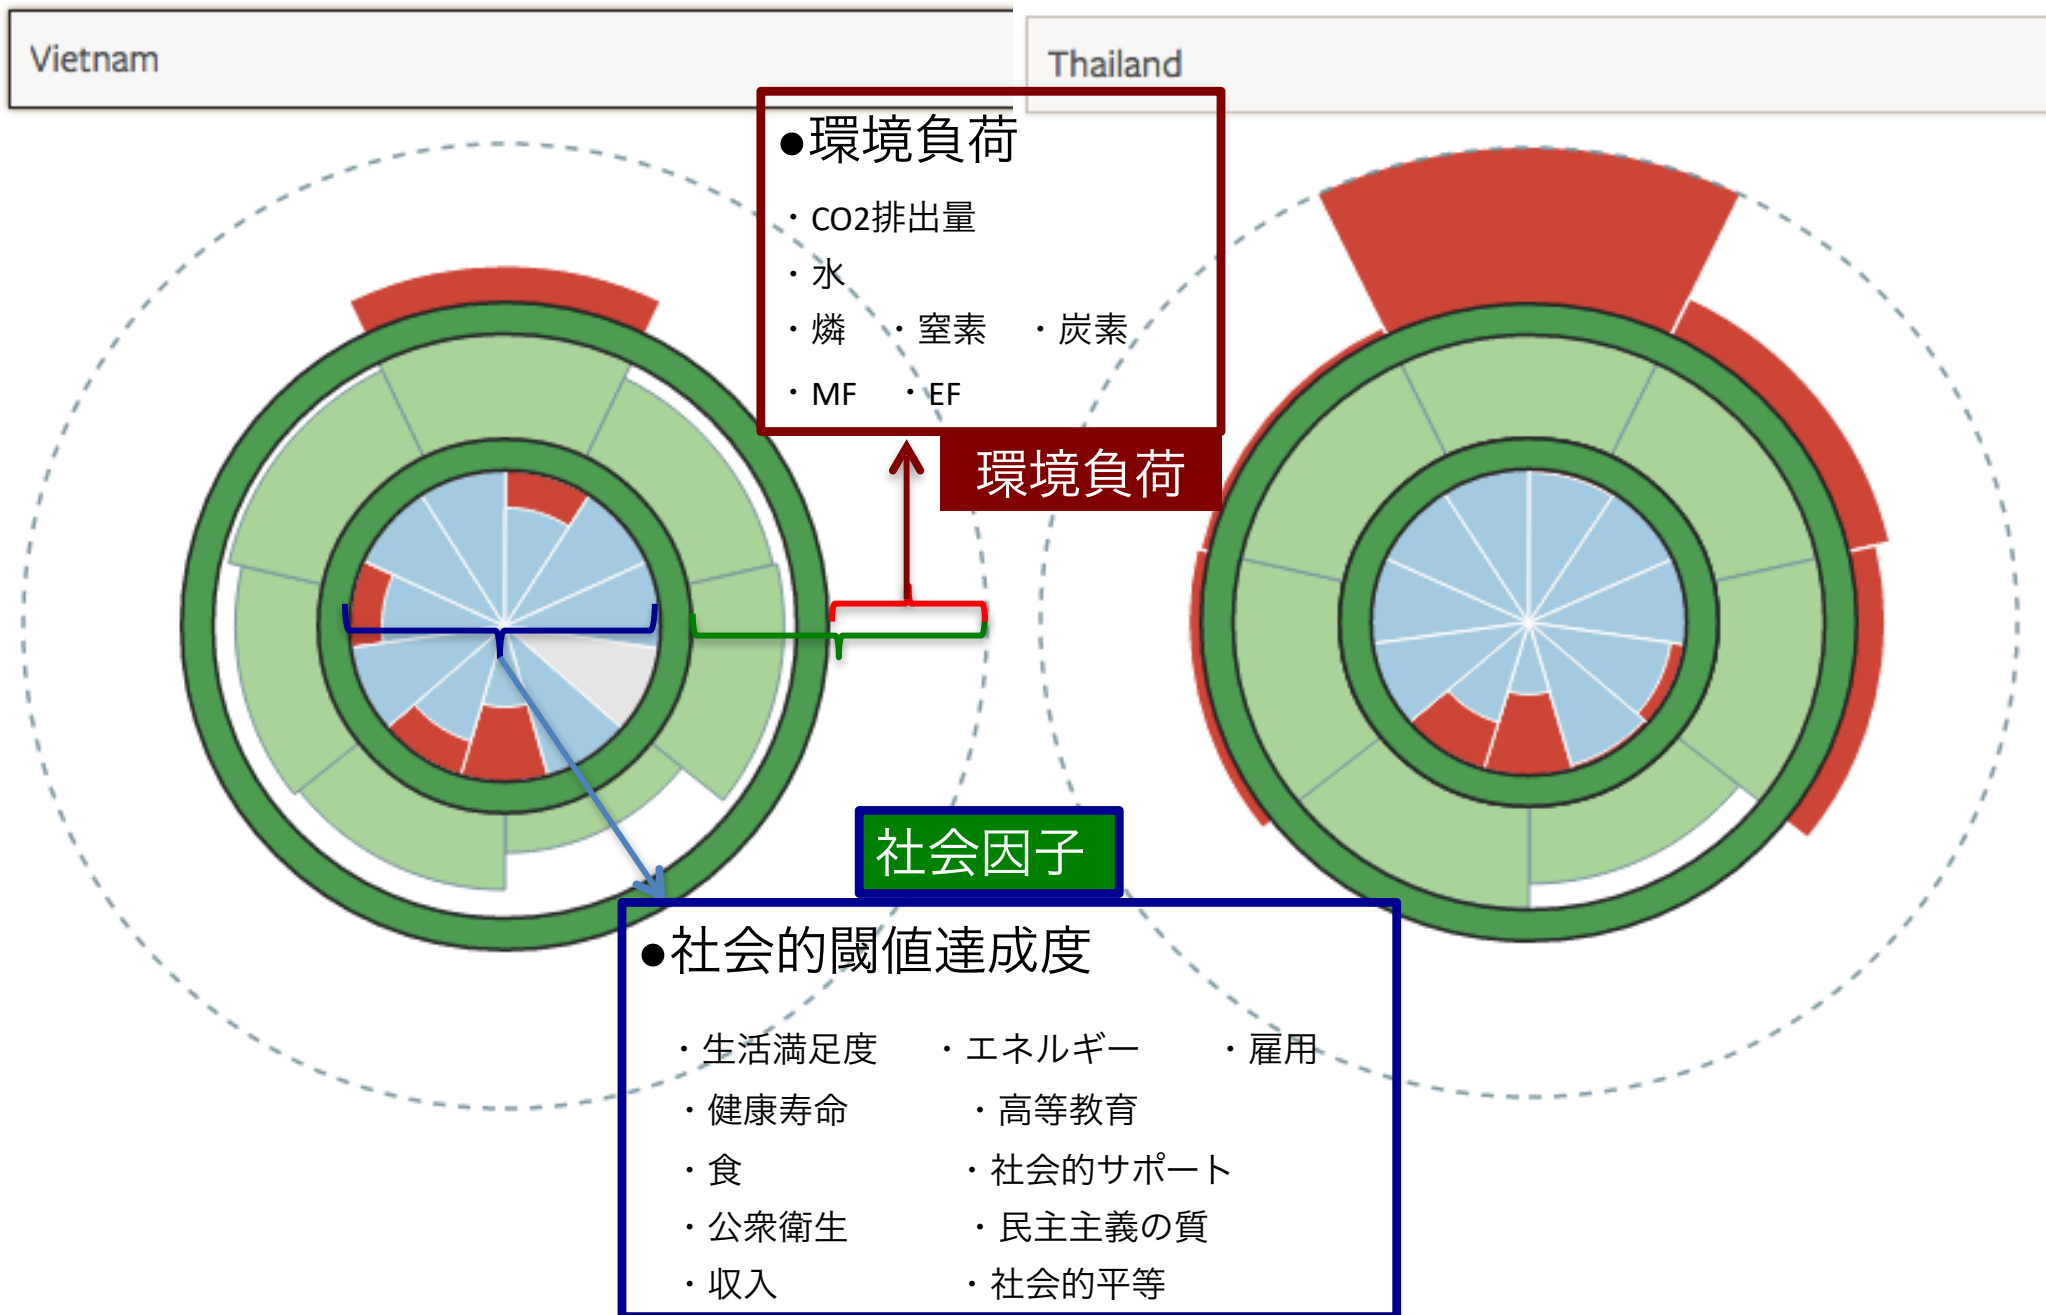 Vietnam
Thailand
●環境負荷
・CO2排出量
・水
・燐 ・窒素 ・炭素
・MF ・EF
環境負荷
社会因子
●社会的閾値達成度
・生活満足度 ・エネルギー ・雇用
・健康寿命 ・高等教育
・食 ・社会的サポート
・公衆衛生 ・民主主義の質
・収入 ・社会的平等